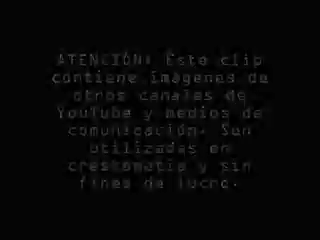 ATENCIÓN: Este clip
contiene imágenes de
otros canales de
YouTube y medios de
comunicación. Son
utilizadas en
crestomatía y sin
fines de lucro.